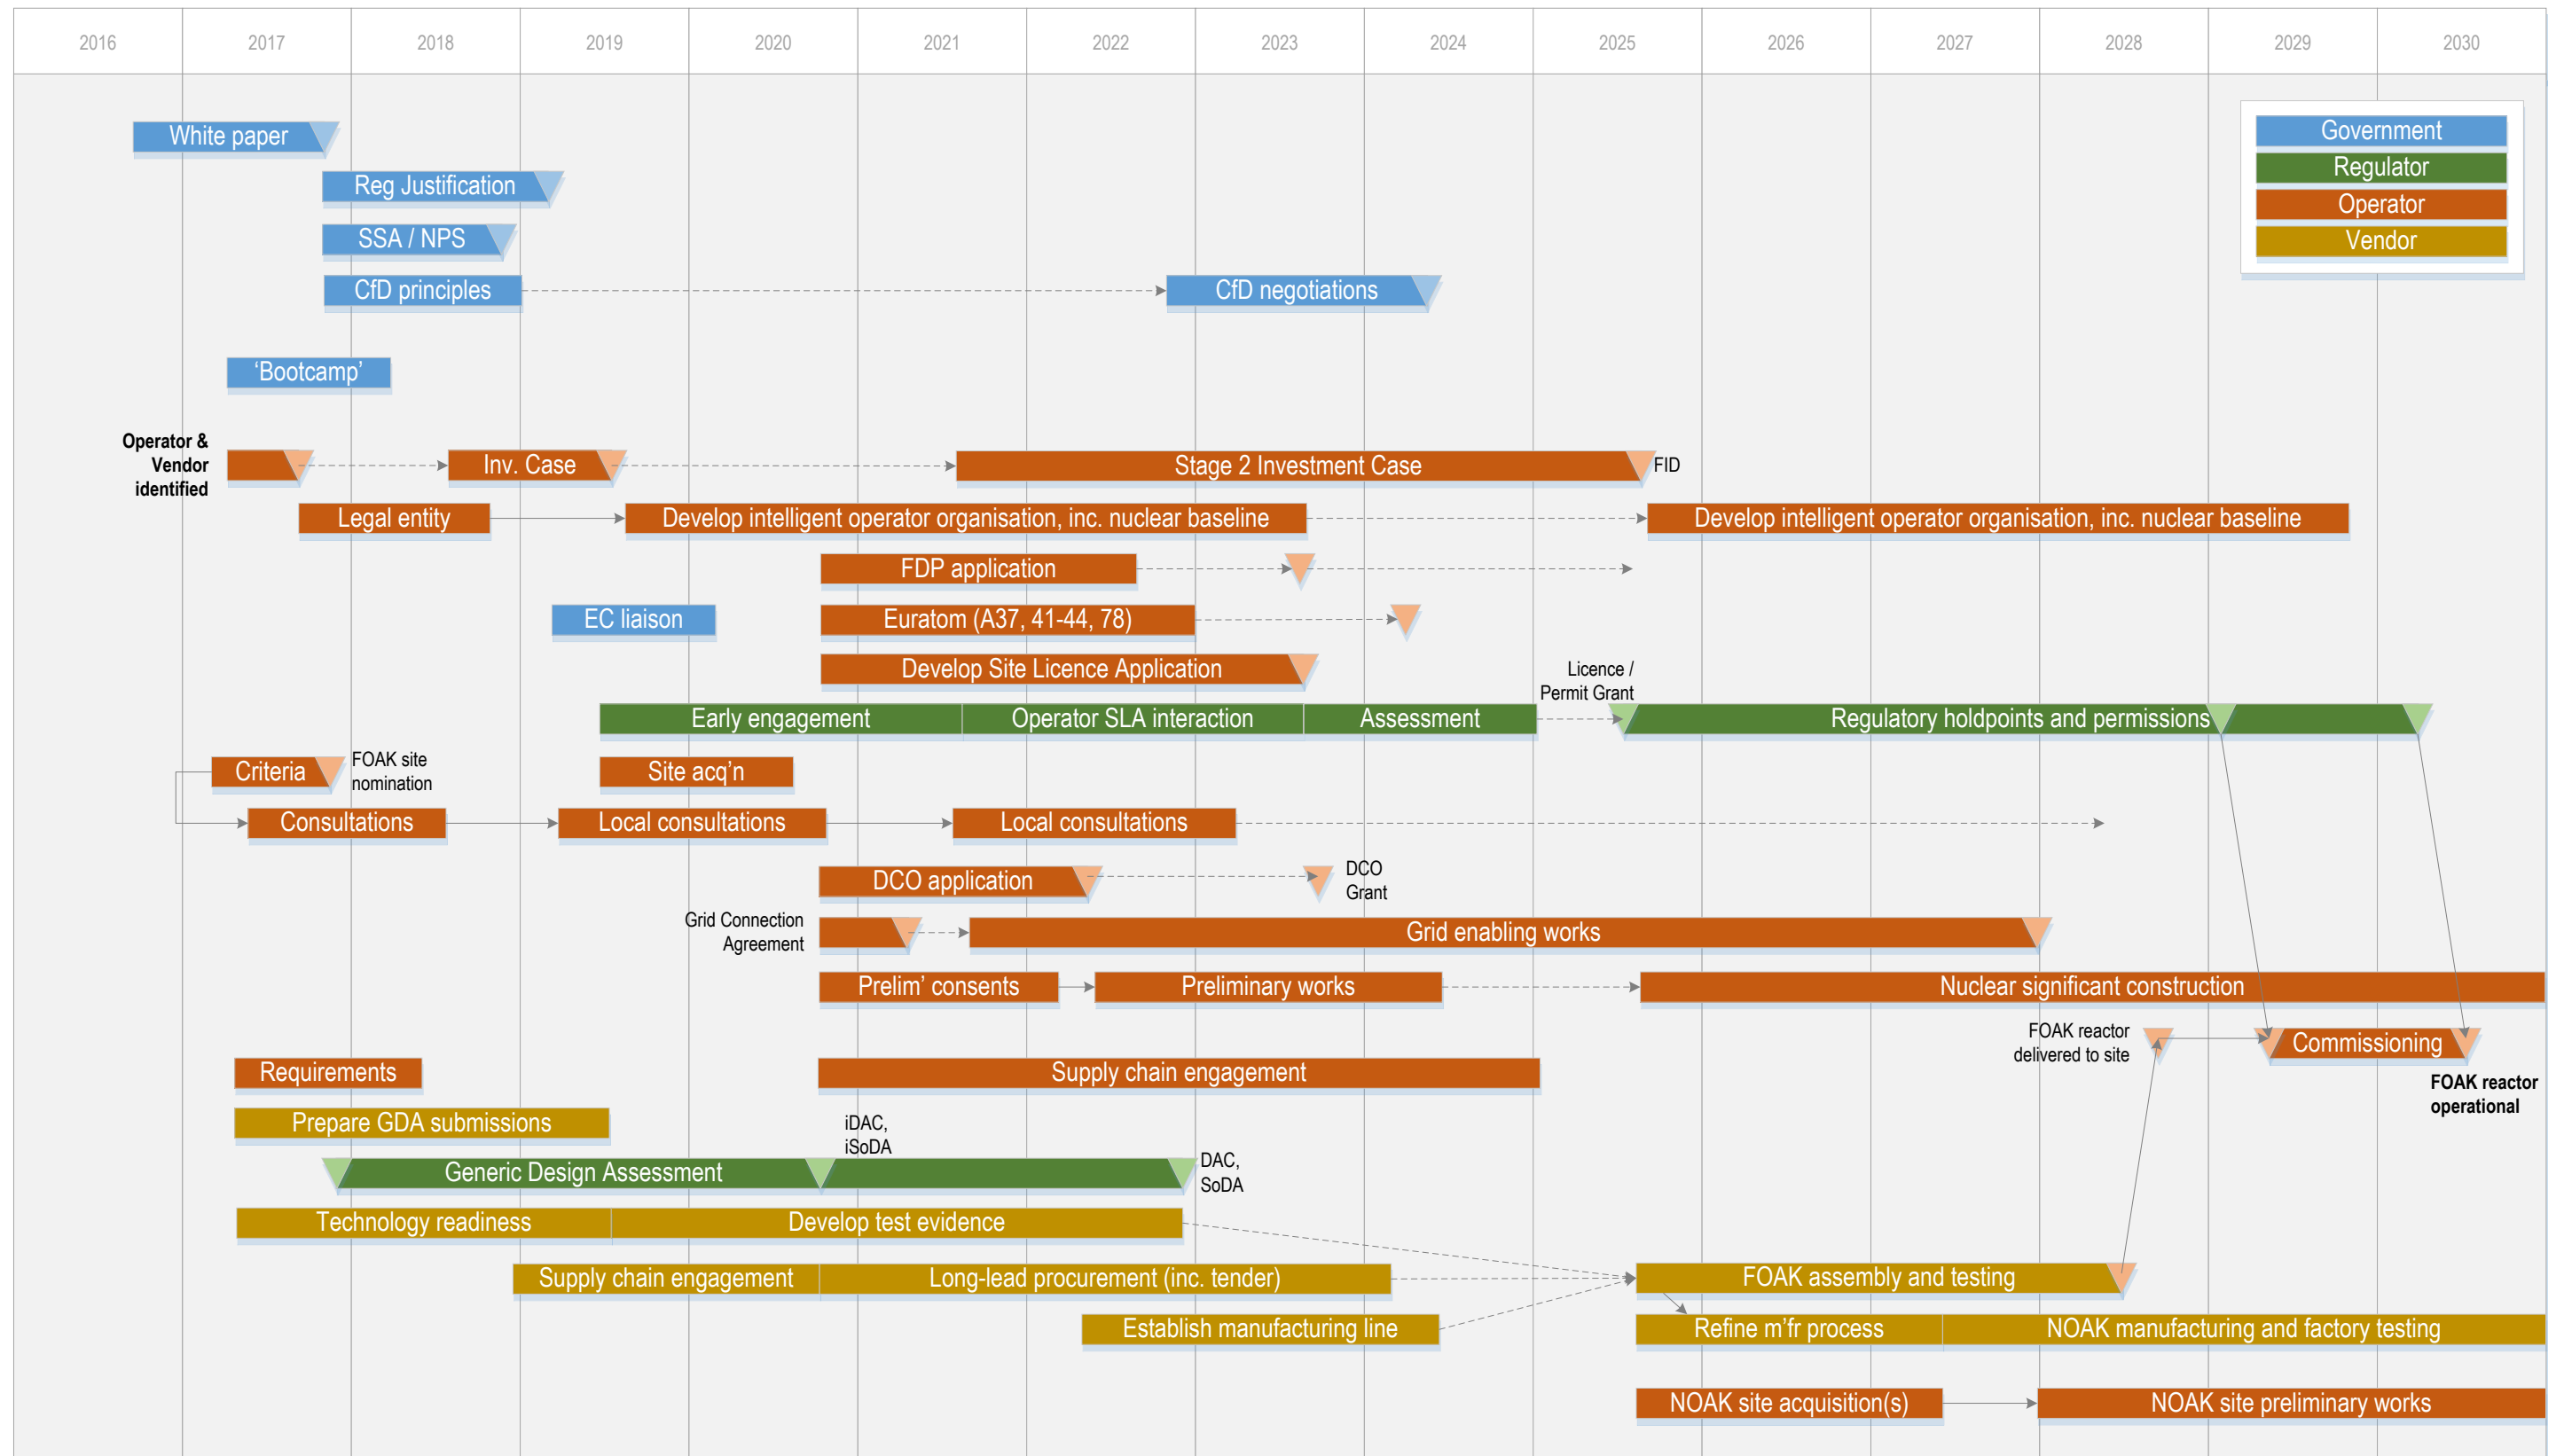 2016 2017 2018 2019 2020 2021 2022 2023 2024 2025 2026 2027 2028 2029 2030
White paper
Government
Regulator
Operator
Vendor
Reg Justification
SSA / NPS
CfD principles
CfD negotiations
‘Bootcamp’
Operator &
Vendor
identified
Inv. Case
Stage 2 Investment Case
FID
Legal entity
Develop intelligent operator organisation, inc. nuclear baseline
Develop intelligent operator organisation, inc. nuclear baseline
FDP application
EC liaison
Euratom (A37, 41-44, 78)
Develop Site Licence Application
Licence /
Permit Grant
Early engagement
Operator SLA interaction
Assessment
Regulatory holdpoints and permissions
Criteria
FOAK site
nomination
Site acq’n
Consultations
Local consultations
Local consultations
DCO application
DCO
Grant
Grid Connection
Agreement
Grid enabling works
Prelim’ consents
Preliminary works
Nuclear significant construction
FOAK reactor
delivered to site
Commissioning
FOAK reactor
operational
Requirements
Supply chain engagement
Prepare GDA submissions
iDAC,
iSoDA
Generic Design Assessment
DAC,
SoDA
Technology readiness
Develop test evidence
Supply chain engagement
Long-lead procurement (inc. tender)
FOAK assembly and testing
Establish manufacturing line
Refine m’fr process
NOAK manufacturing and factory testing
NOAK site acquisition(s)
NOAK site preliminary works